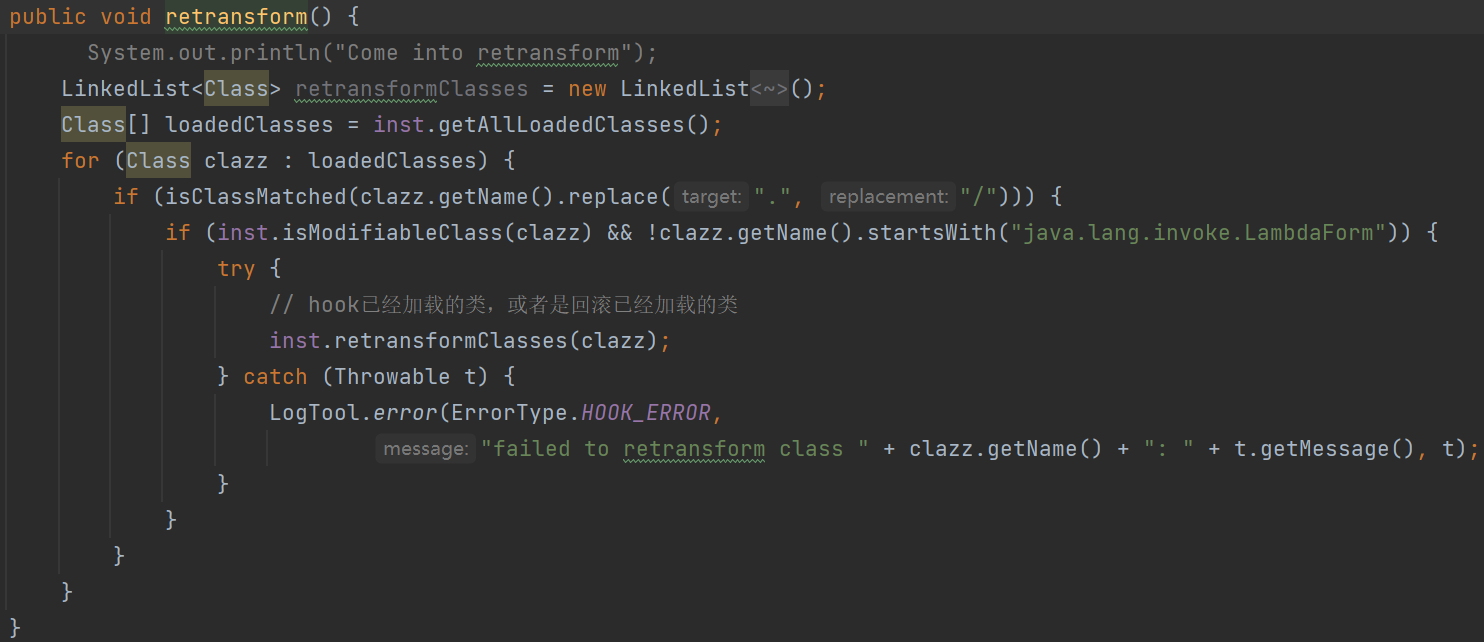 public void retransform() {
System.out.println("Come into retransform");
LinkedList<Class> retransformClasses = new LinkedList<~>();
Class[] loadedClasses = inst.getAllLoadedClasses();
for (Class clazz : loadedClasses) {
if (isClassMatched(clazz.getName().replace( target: ".", replacement: "/"))) {
if (inst.isModifiableClass(clazz) && !clazz.getName().startsWith("java.lang.invoke.LambdaForm")) {
try {
// hook已经加载的类，或者是回滚已经加载的类
inst.retransformClasses(clazz);
} catch (Throwable t) {
LogTool.error(ErrorType.HOOK_ERROR,
message: "failed to retransform class " + clazz.getName() + ": " + t.getMessage(), t);
}
}
}
}
}